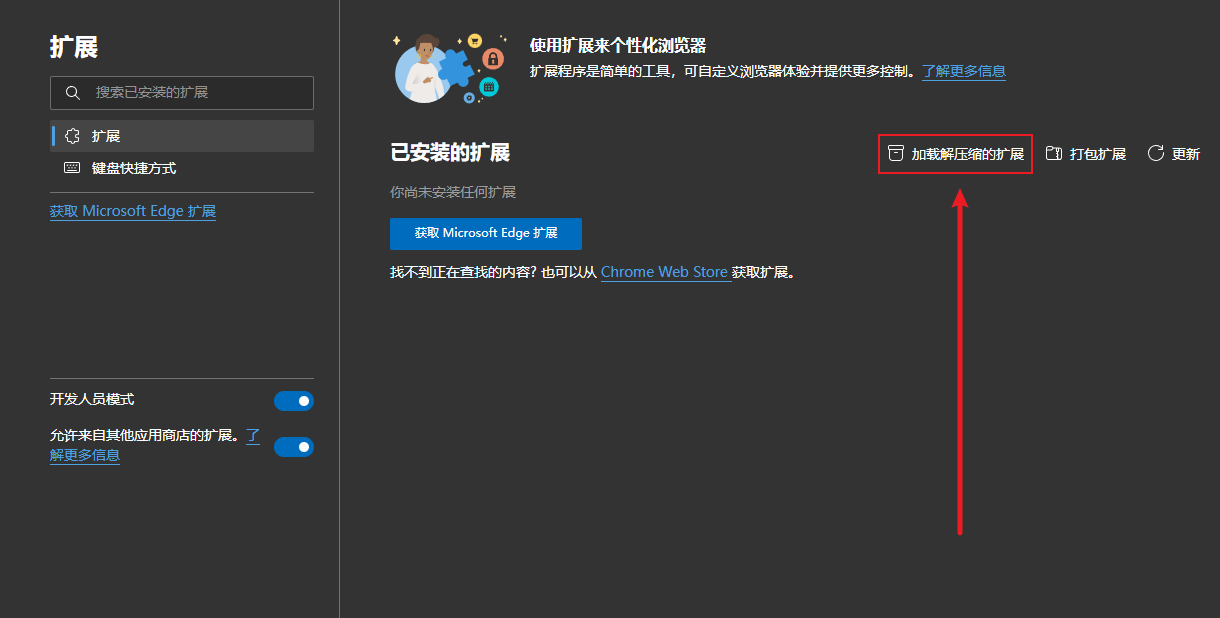 扩展
搜索已安装的扩展
扩展
键盘快捷方式
获取 Microsoft Edge 扩展
开发人员模式
允许来自其他应用商店的扩展。了
解更多信息
使用扩展来个性化浏览器
扩展程序是简单的工具，可自定义浏览器体验并提供更多控制。了解更多信息
已安装的扩展
加载解压缩的扩展
打包扩展
更新
你尚未安装任何扩展
获取 Microsoft Edge 扩展
找不到正在查找的内容? 也可以从 Chrome Web Store 获取扩展。